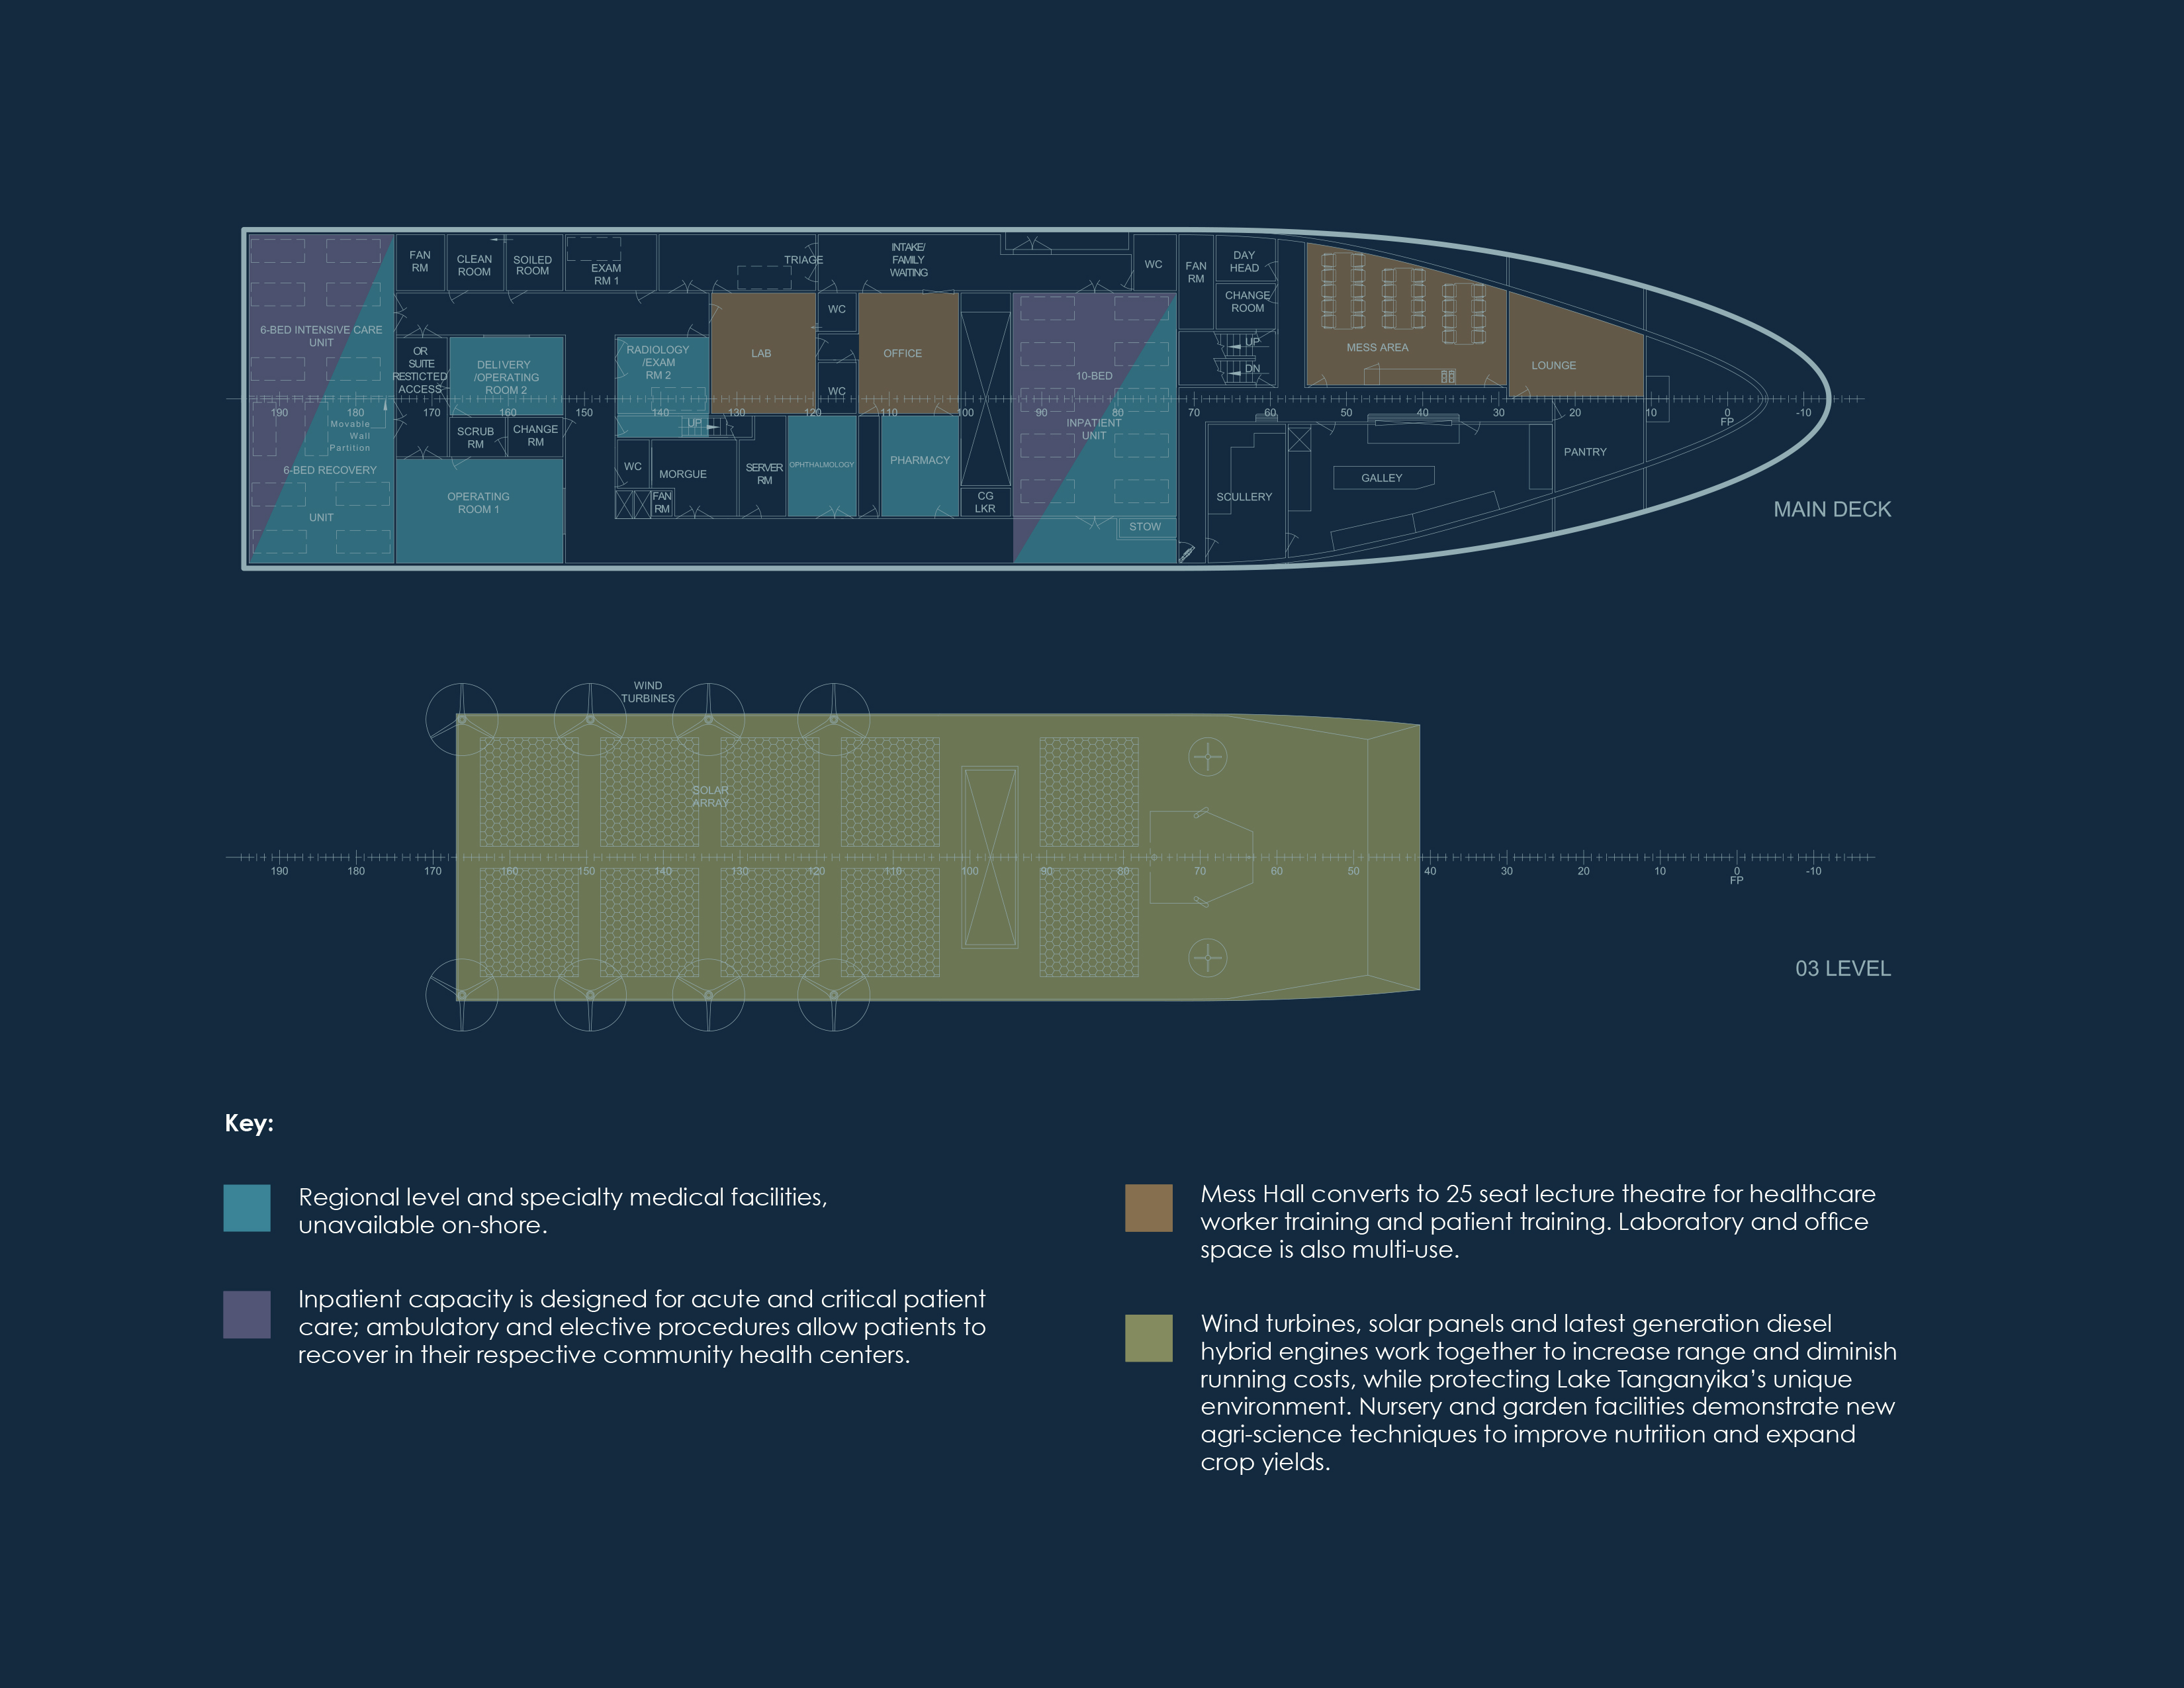 FAN
RM
CLEAN
ROOM
SOILED
ROOM
EXAM
RM 1
TRIAGE
INTAKE/
FAMILY
WAITING
WC
FAN
RM
DAY
HEAD
CHANGE
ROOM
6-BED INTENSIVE CARE
UNIT
OR
SUITE
RESTICTED
ACCESS
DELIVERY
/OPERATING
ROOM 2
RADIOLOGY
/EXAM
RM 2
LAB
WC
WC
OFFICE
10-BED
INPATIENT
UNIT
UP
DN
MESS AREA
LOUNGE
190 180 170 160 150 140 130 120 110 100 90 80 70 60 50 40 30 20 10 0 -10
FP
Movable
Wall
Partition
SCRUB
RM
CHANGE
RM
UP
6-BED RECOVERY
UNIT
OPERATING
ROOM 1
WC
MORGUE
FAN
RM
SERVER
RM
OPHTHALMOLOGY
PHARMACY
CG
LKR
STOW
SCULLERY
GALLEY
PANTRY
MAIN DECK
WIND
TURBINES
SOLAR
ARRAY
190 180 170 160 150 140 130 120 110 100 90 80 70 60 50 40 30 20 10 0 -10
FP
03 LEVEL
Key:
Regional level and specialty medical facilities,
unavailable on-shore.
Inpatient capacity is designed for acute and critical patient
care; ambulatory and elective procedures allow patients to
recover in their respective community health centers.
Mess Hall converts to 25 seat lecture theatre for healthcare
worker training and patient training. Laboratory and office
space is also multi-use.
Wind turbines, solar panels and latest generation diesel
hybrid engines work together to increase range and diminish
running costs, while protecting Lake Tanganyika’s unique
environment. Nursery and garden facilities demonstrate new
agri-science techniques to improve nutrition and expand
crop yields.